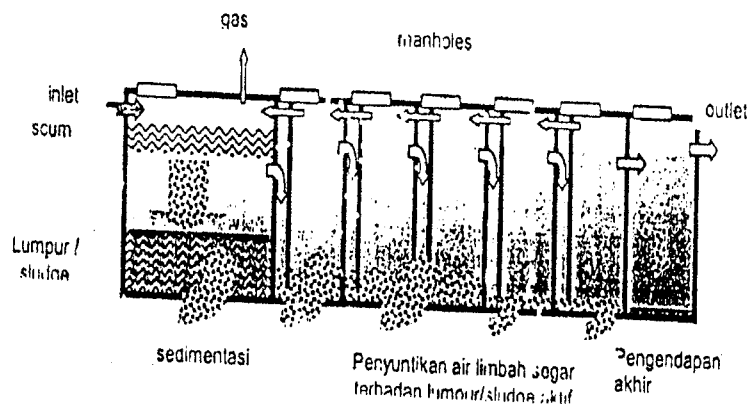 gas
manholes
inlet
outlet
scum
Lumpur /
sludge
sedimentasi
Penyuntikan air limbah segar
terhadap lumpur/sludge aktif
Pengendapan
akhir